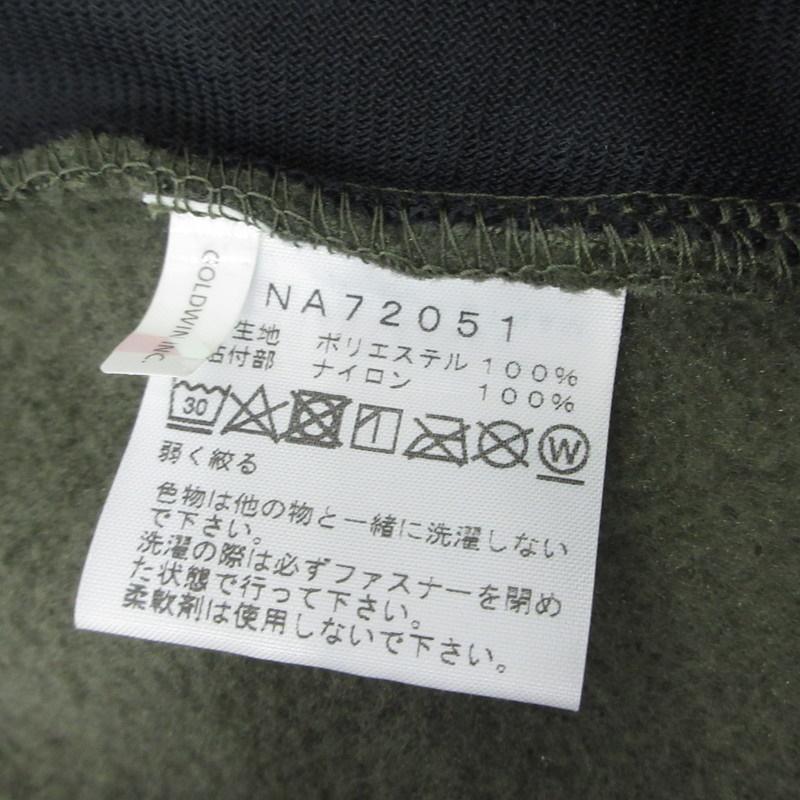 GOLDWIN INC.
NA72051
生地 ポリエステル 100%
付部 ナイロン 100%
30 W
弱く絞る
色物は他の物と一緒に洗濯しない
で下さい。
洗濯の際は必ずファスナーを閉め
た状態で行って下さい。
柔軟剤は使用しないで下さい。